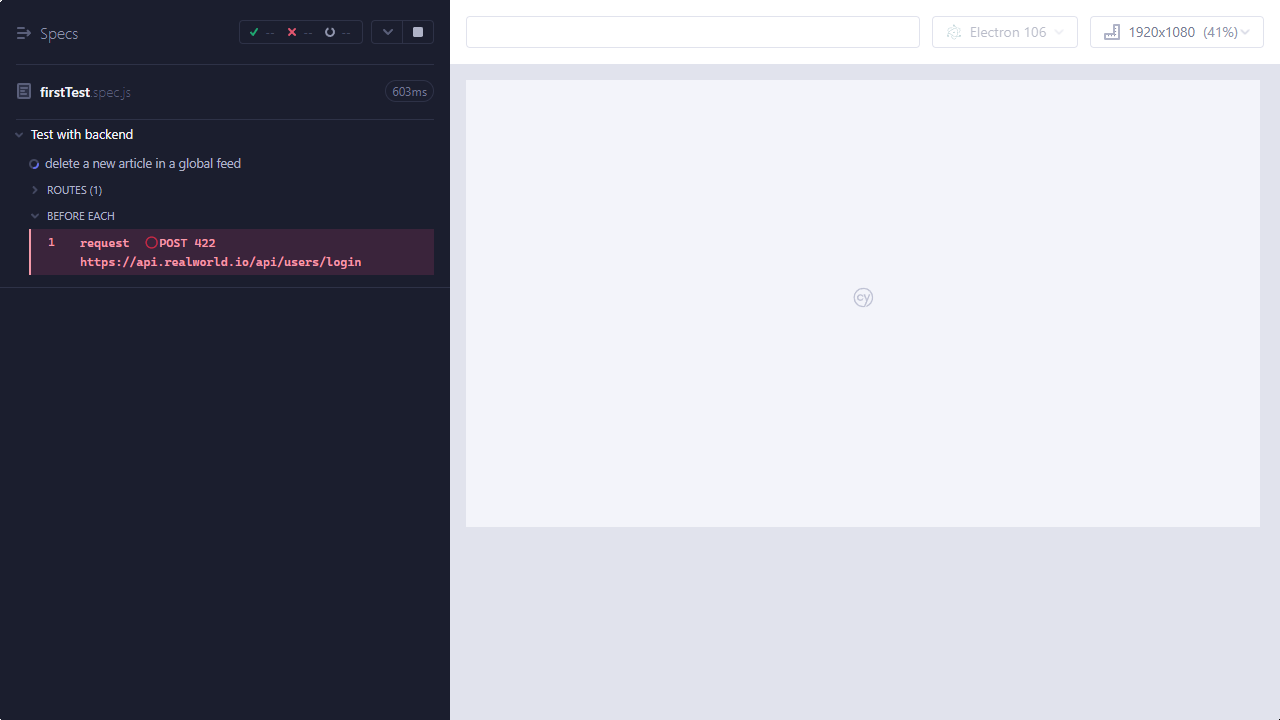 Specs
-- -- --
firstTest.spec.js
603ms
Test with backend
delete a new article in a global feed
ROUTES (1)
BEFORE EACH
1 request POST 422
https://api.realworld.io/api/users/login
Electron 106
1920x1080 (41%)
cy